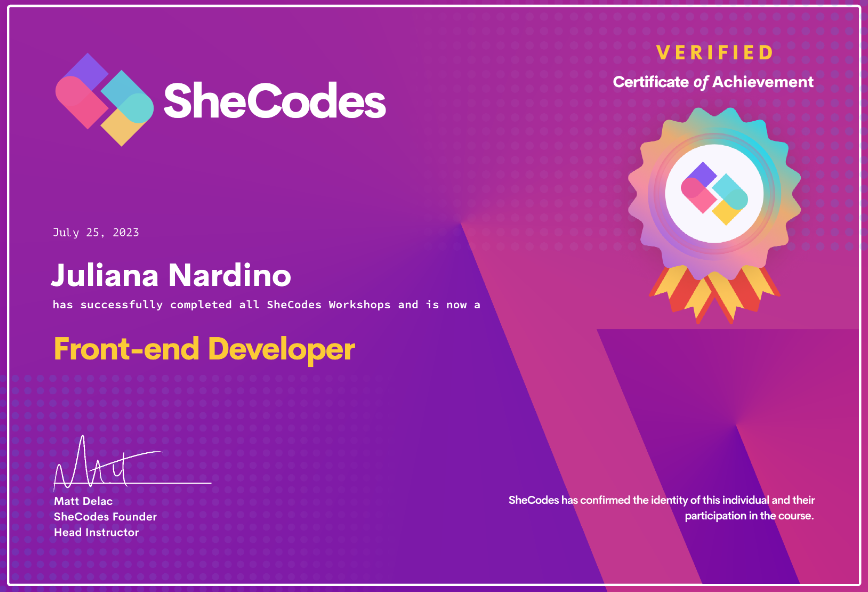 VERIFIED
Certificate of Achievement
SheCodes
July 25, 2023
Juliana Nardino
has successfully completed all SheCodes Workshops and is now a
Front-end Developer
Matt
Matt Delac
SheCodes Founder
Head Instructor
SheCodes has confirmed the identity of this individual and their
participation in the course.